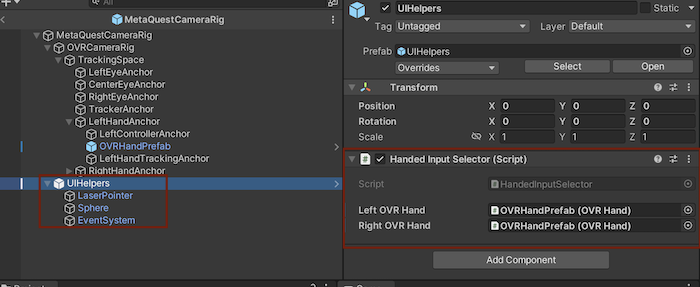 All
MetaQuestCameraRig
MetaQuestCameraRig
OVRCameraRig
TrackingSpace
LeftEyeAnchor
CenterEyeAnchor
RightEyeAnchor
TrackerAnchor
LeftHandAnchor
LeftControllerAnchor
OVRHandPrefab
LeftHandTrackingAnchor
RightHandAnchor
UIHelpers
LaserPointer
Sphere
EventSystem
UIHelpers
Static
Tag Untagged Layer Default
Prefab UIHelpers
Overrides Select Open
Transform
Position X 0 Y 0 Z 0
Rotation X 0 Y 0 Z 0
Scale X 1 Y 1 Z 1
Handed Input Selector (Script)
Script HandedInputSelector
Left OVR Hand OVRHandPrefab (OVR Hand)
Right OVR Hand OVRHandPrefab (OVR Hand)
Add Component